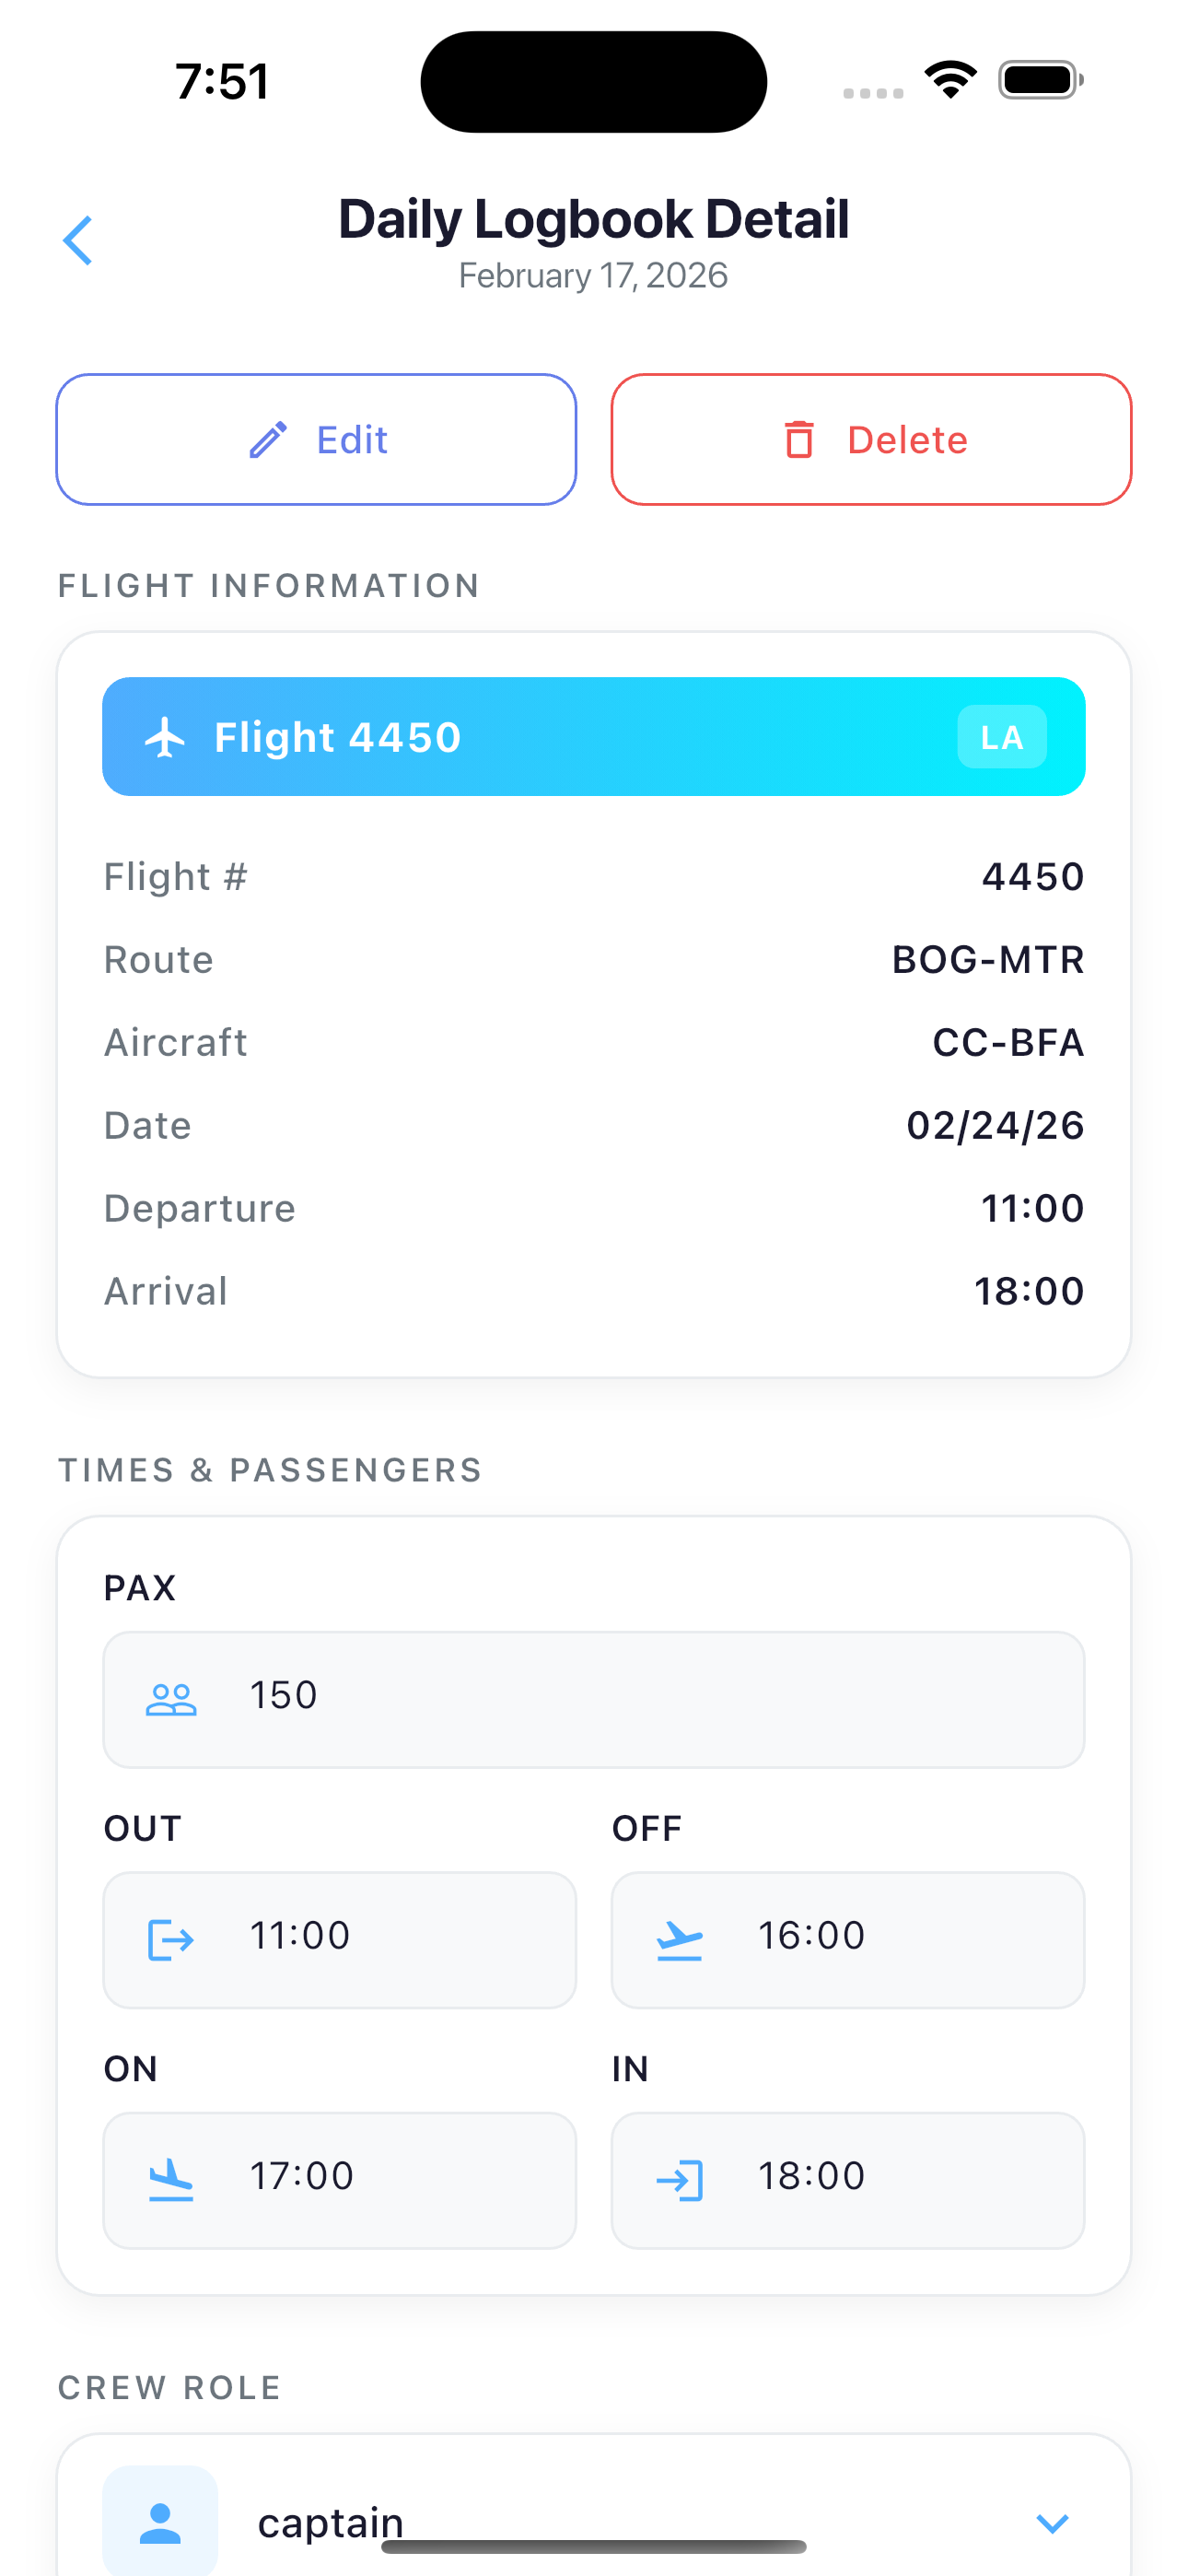 7:51
Daily Logbook Detail
February 17, 2026
Edit
Delete
FLIGHT INFORMATION
Flight 4450
LA
Flight # 4450
Route BOG-MTR
Aircraft CC-BFA
Date 02/24/26
Departure 11:00
Arrival 18:00
TIMES & PASSENGERS
PAX
150
OUT OFF
11:00 16:00
ON IN
17:00 18:00
CREW ROLE
captain